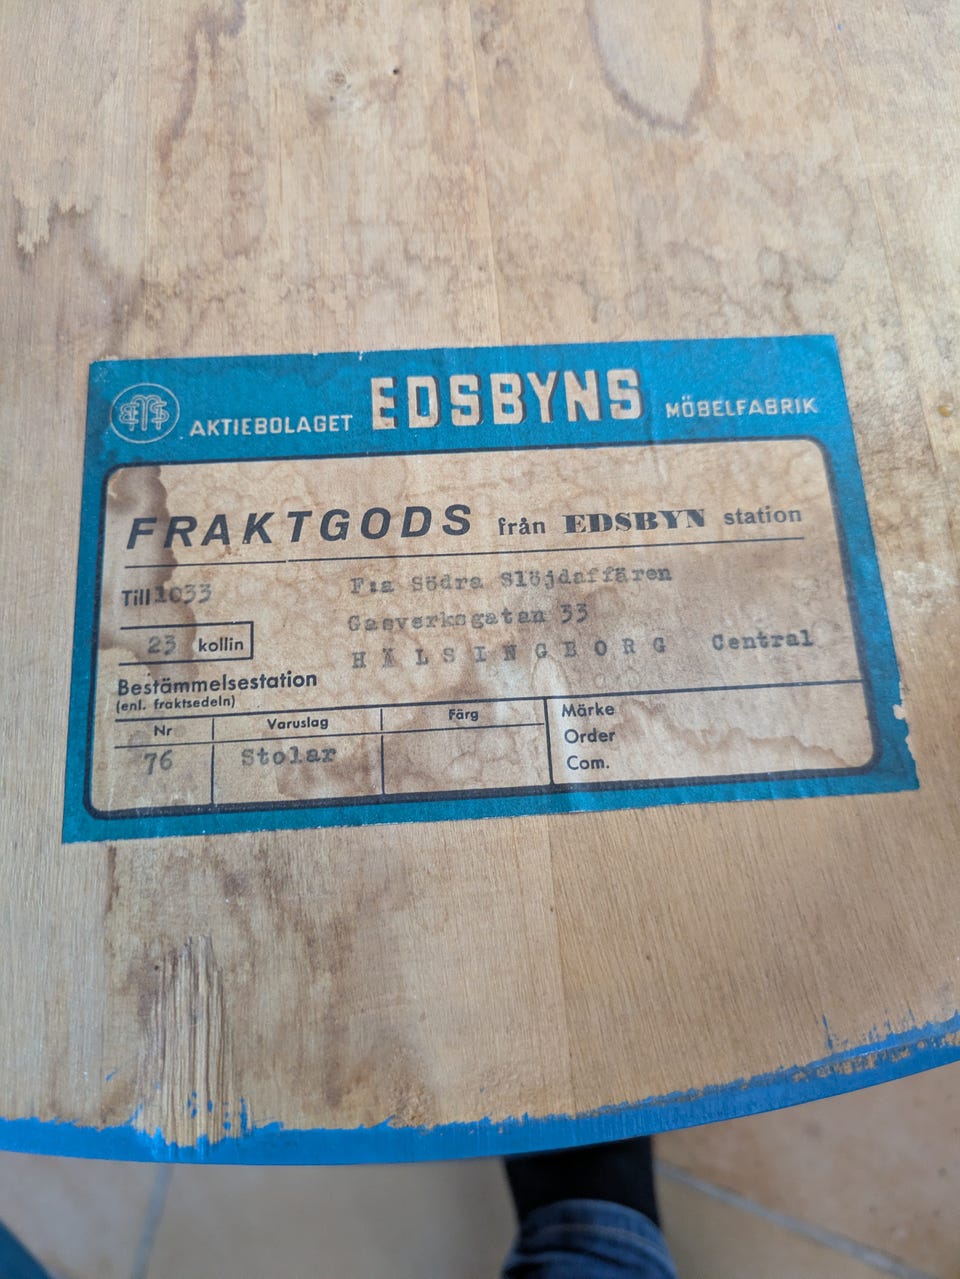 AKTIEBOLAGET EDSBYNS MÖBELFABRIK
FRAKTGODS från EDSBYN station
Till 1033 F:a Södra Slöjdaffären
Gasverksgatan 33
23 kollin
HÄLSINGBORG Central
Bestämmelsestation
(enl. fraktsedeln)
Nr Varuslag Färg Märke
Order
76 Stolar
Com.